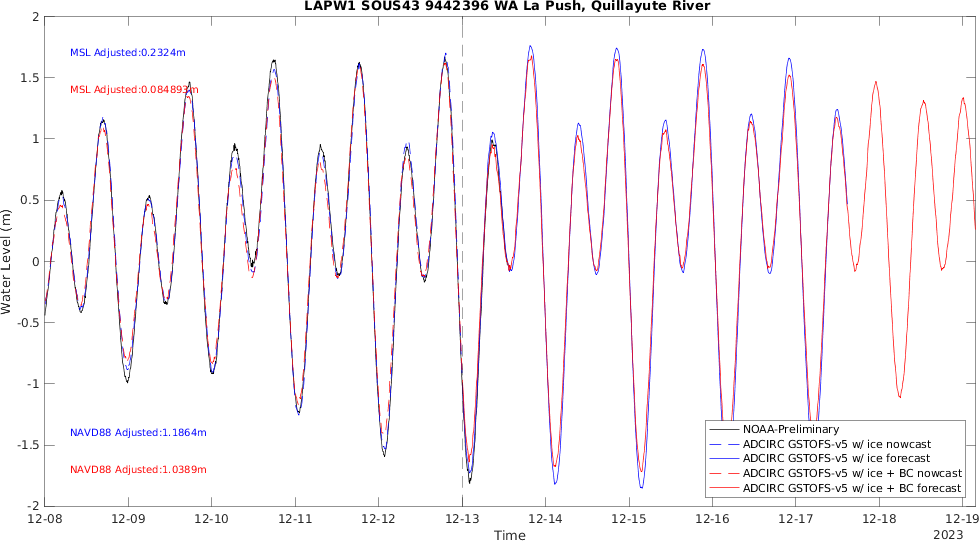 LAPW1 SOUS43 9442396 WA La Push, Quillayute River
2
1.5
1
0.5
0
-0.5
-1
-1.5
-2
Water Level (m)
MSL Adjusted:0.2324m
MSL Adjusted:0.084893m
NAVD88 Adjusted:1.1864m
NAVD88 Adjusted:1.0389m
NOAA-Preliminary
ADCIRC GSTOFS-v5 w/ ice nowcast
ADCIRC GSTOFS-v5 w/ ice forecast
ADCIRC GSTOFS-v5 w/ ice + BC nowcast
ADCIRC GSTOFS-v5 w/ ice + BC forecast
12-08 12-09 12-10 12-11 12-12 12-13 12-14 12-15 12-16 12-17 12-18 12-19
Time
2023